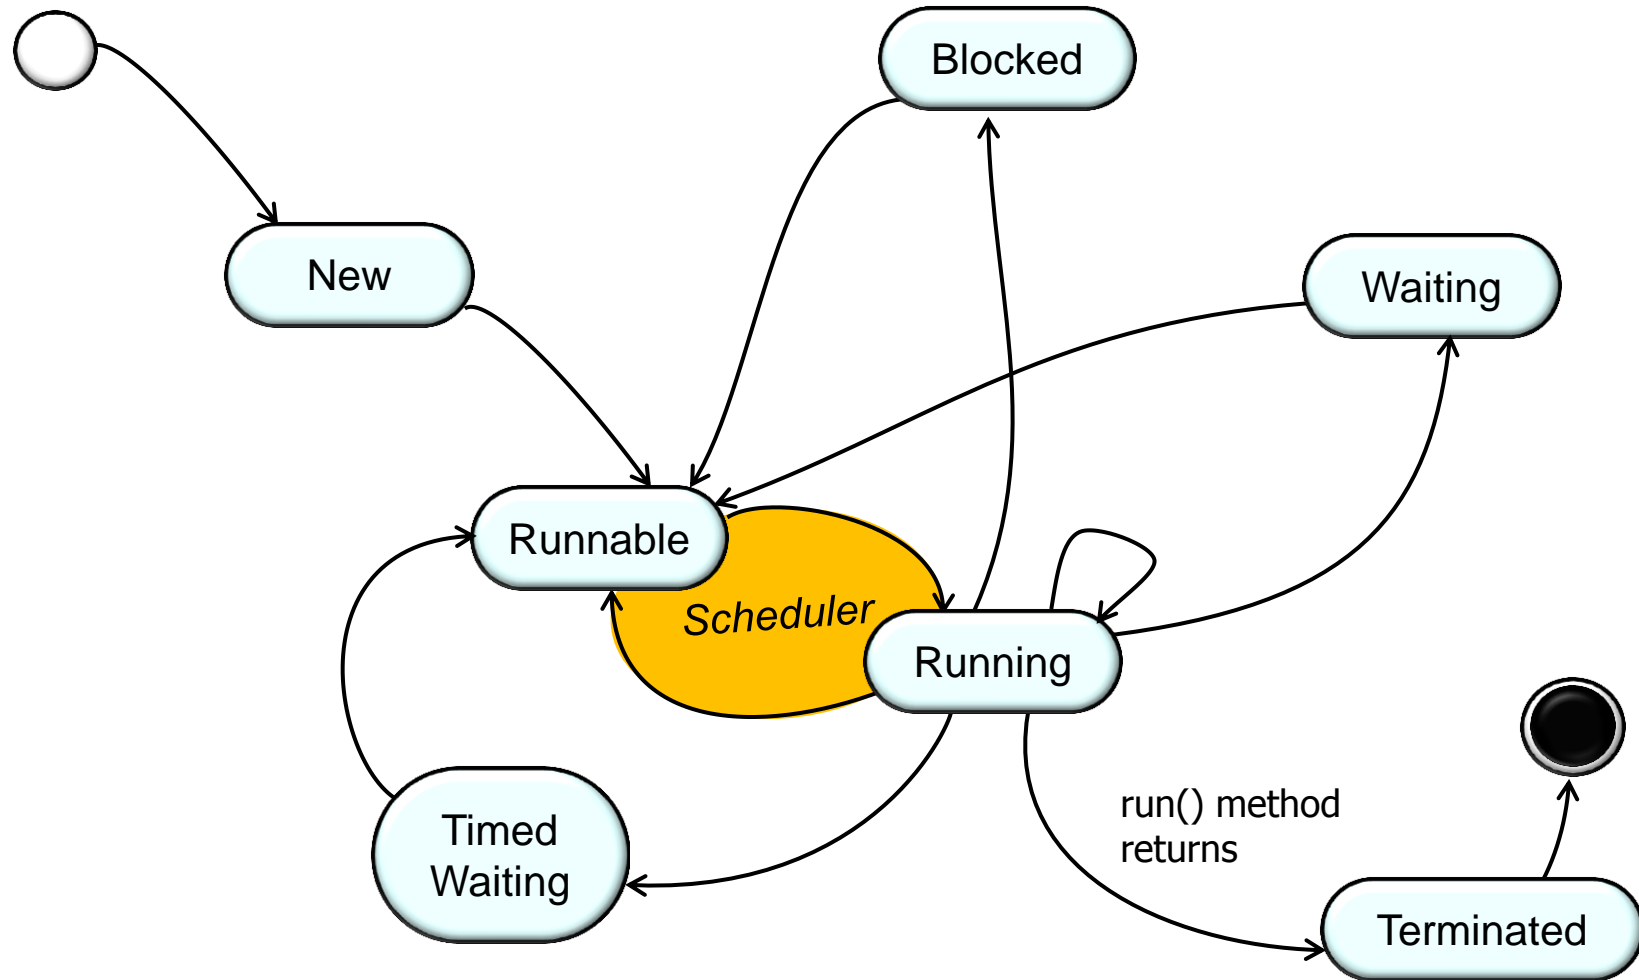 Blocked
New
Waiting
Runnable
Scheduler
Running
Timed
Waiting
run() method
returns
Terminated